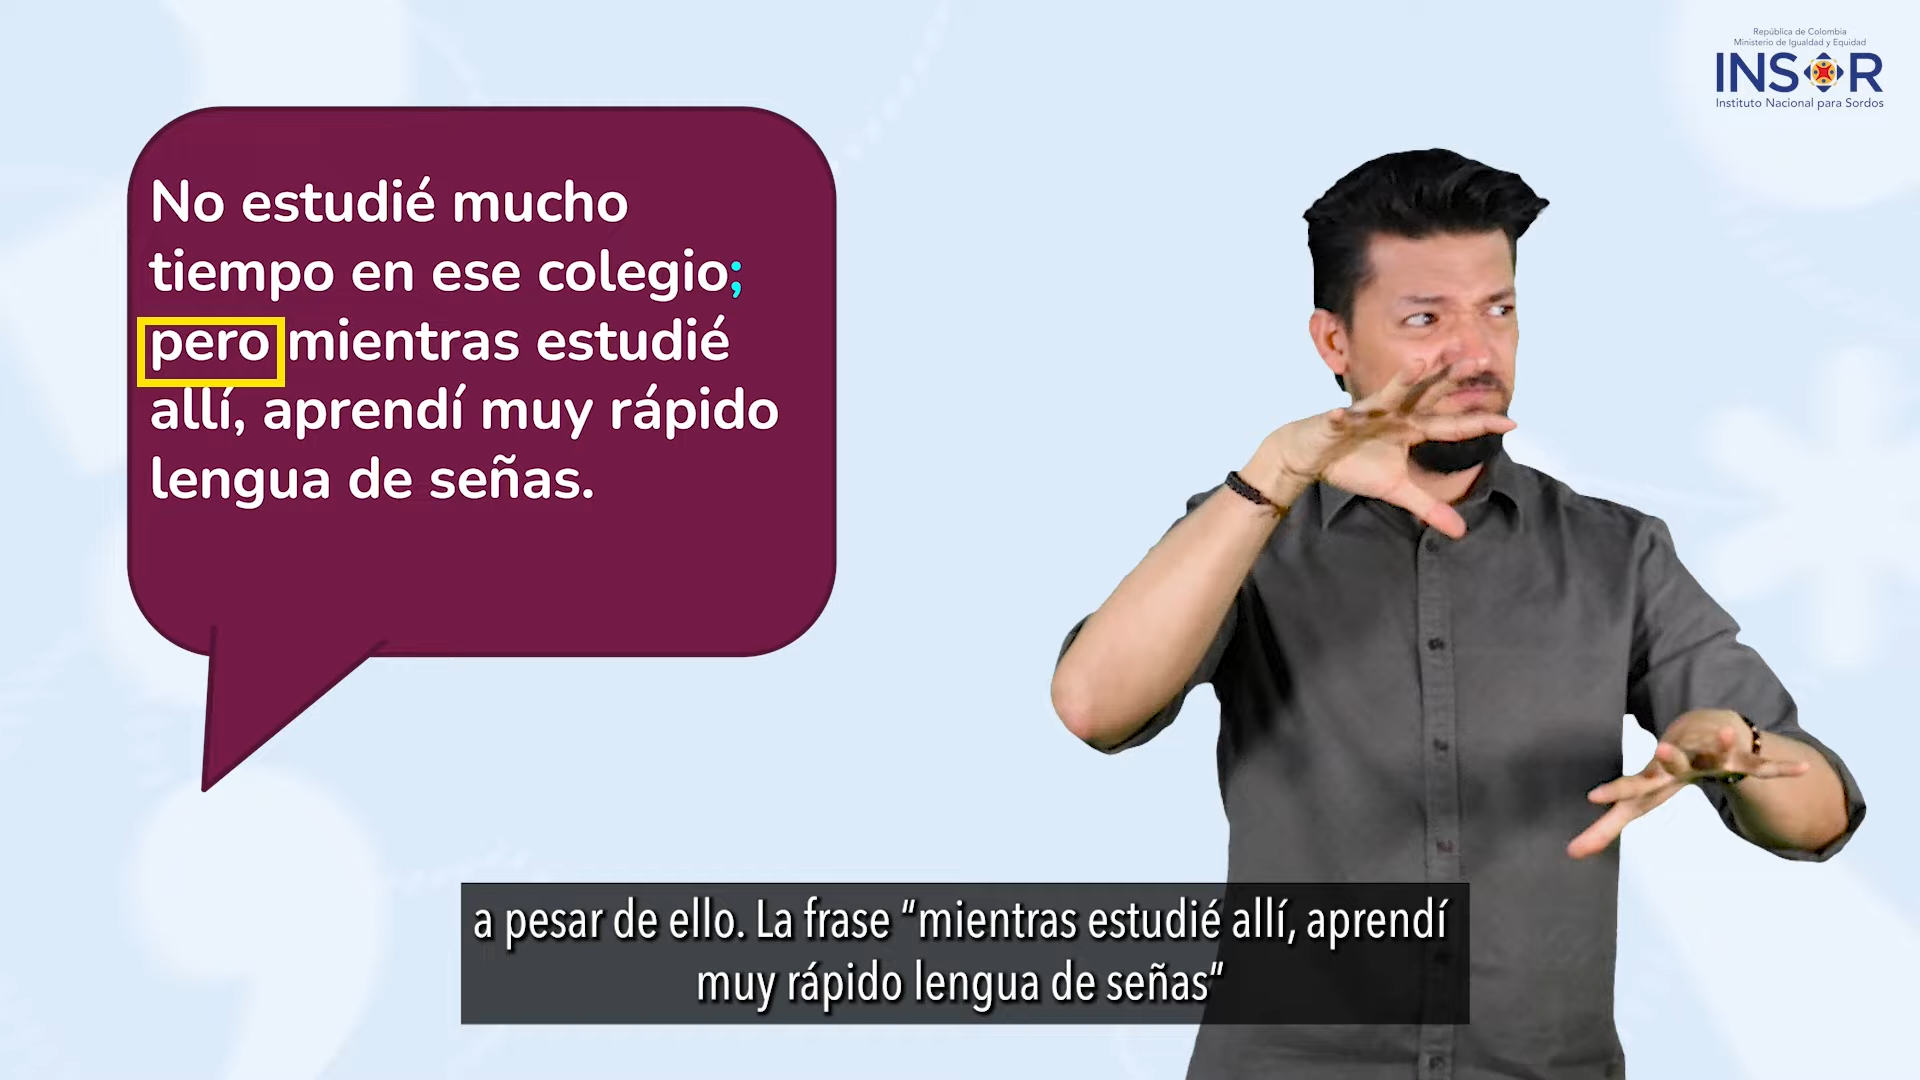 República de Colombia
Ministerio de Igualdad y Equidad
INSOR
Instituto Nacional para Sordos
No estudié mucho
tiempo en ese colegio;
pero mientras estudié
allí, aprendí muy rápido
lengua de señas.
a pesar de ello. La frase “mientras estudié allí, aprendí
muy rápido lengua de señas“